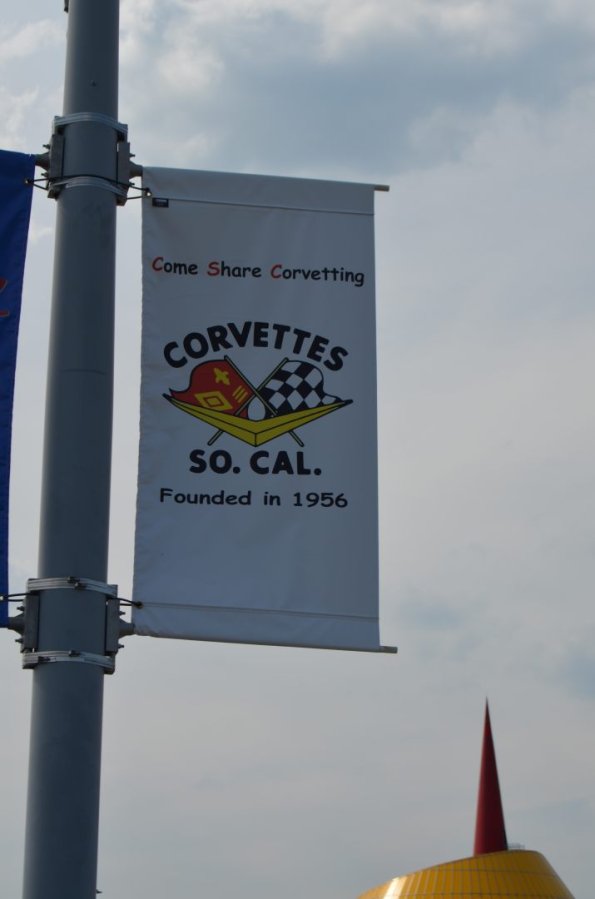 Come Share Corvetting
CORVETTES
SO. CAL.
Founded in 1956